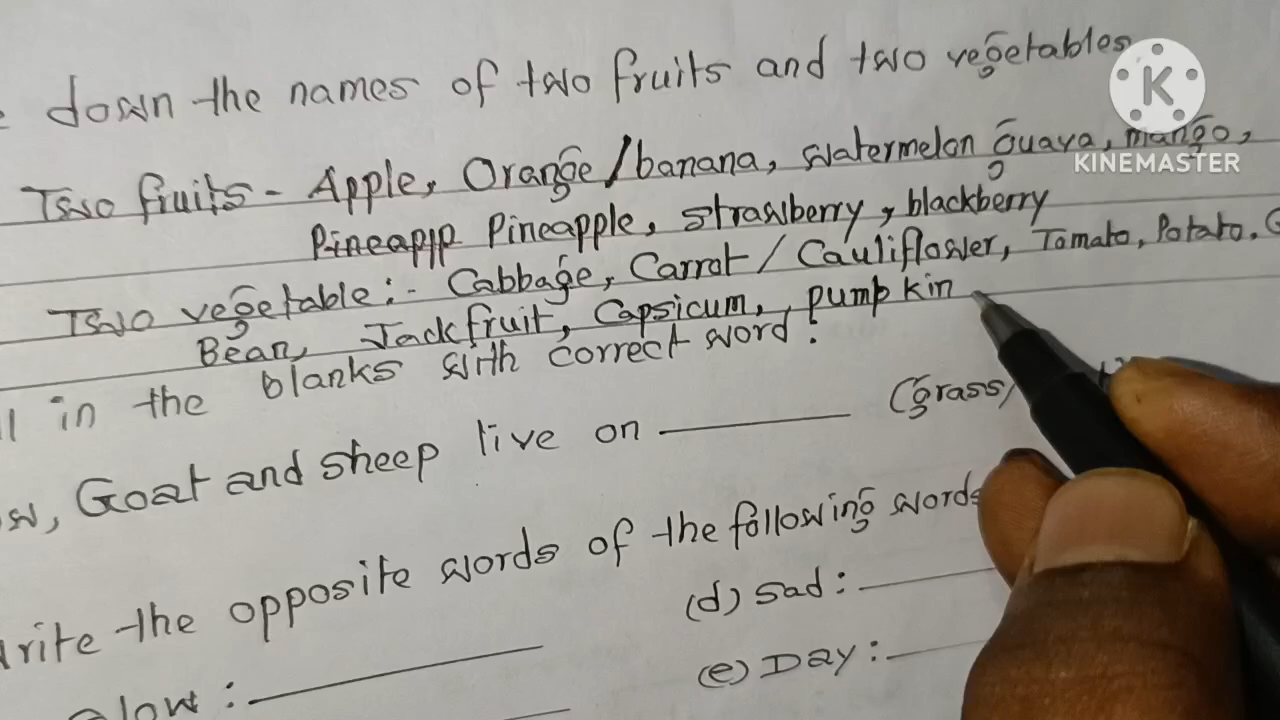 down the names of two fruits and two vegetables
Two fruits - Apple, Orange/banana, watermelon guava, mango,
Pineapple, strawberry, blackberry
Two vegetable :- Cabbage, Carrot / Cauliflower, Tomato, Potato,
Bean, Jackfruit, Capsicum, pumpkin
in the blanks with correct word :
Goat and sheep live on ______ (grass/
the opposite words of the following words
(d) Sad : ______
(e) Day : ______
K
KINEMASTER